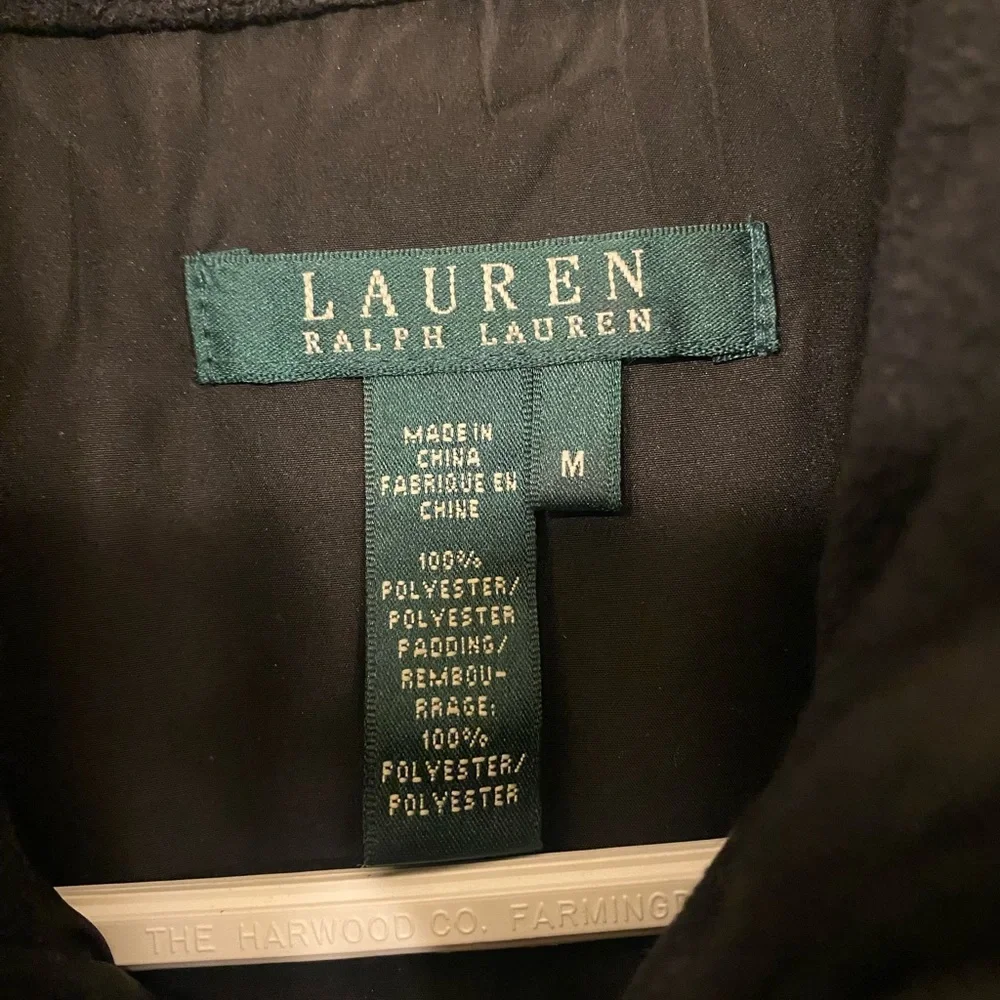 LAUREN
RALPH LAUREN
M
MADE IN
CHINA
FABRIQUE EN
CHINE
100%
POLYESTER/
POLYESTER
PADDING/
REMBOU-
RRAGE:
100%
POLYESTER/
POLYESTER
THE HARWOOD CO. FARMING